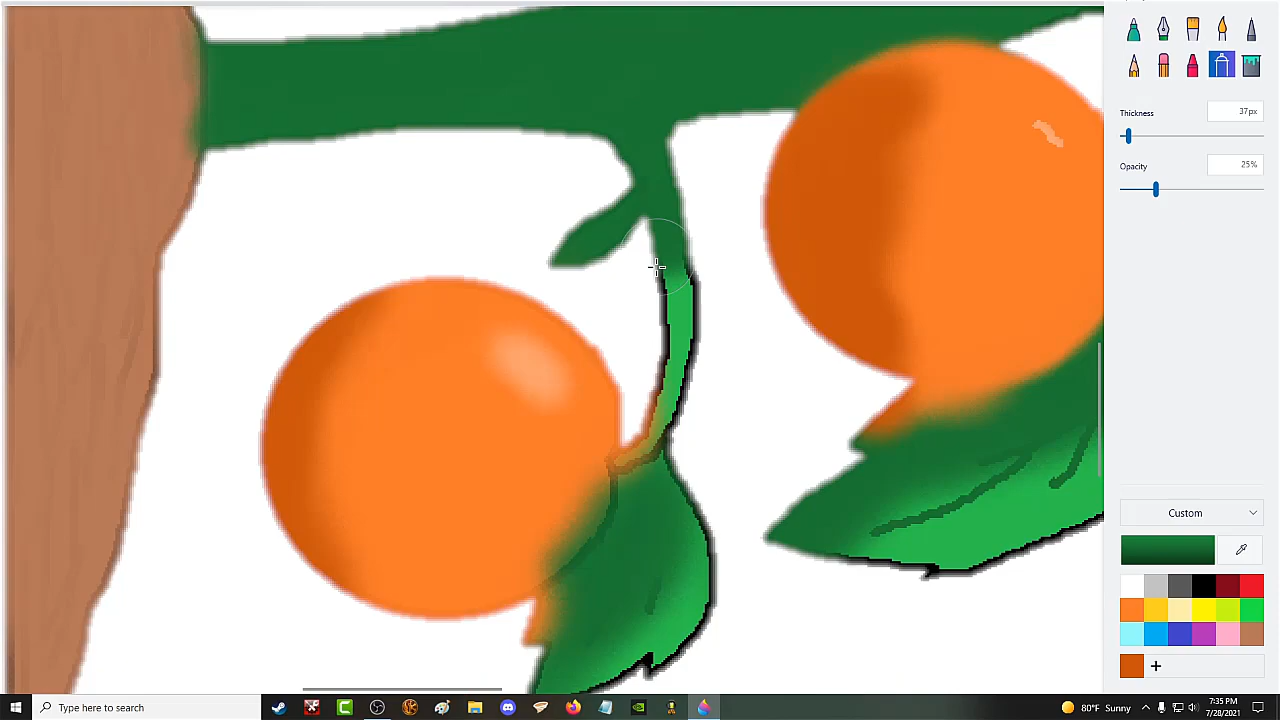 Thickness
37px
Opacity
25%
Custom
+
Type here to search
80°F Sunny
7:35 PM
7/28/2021